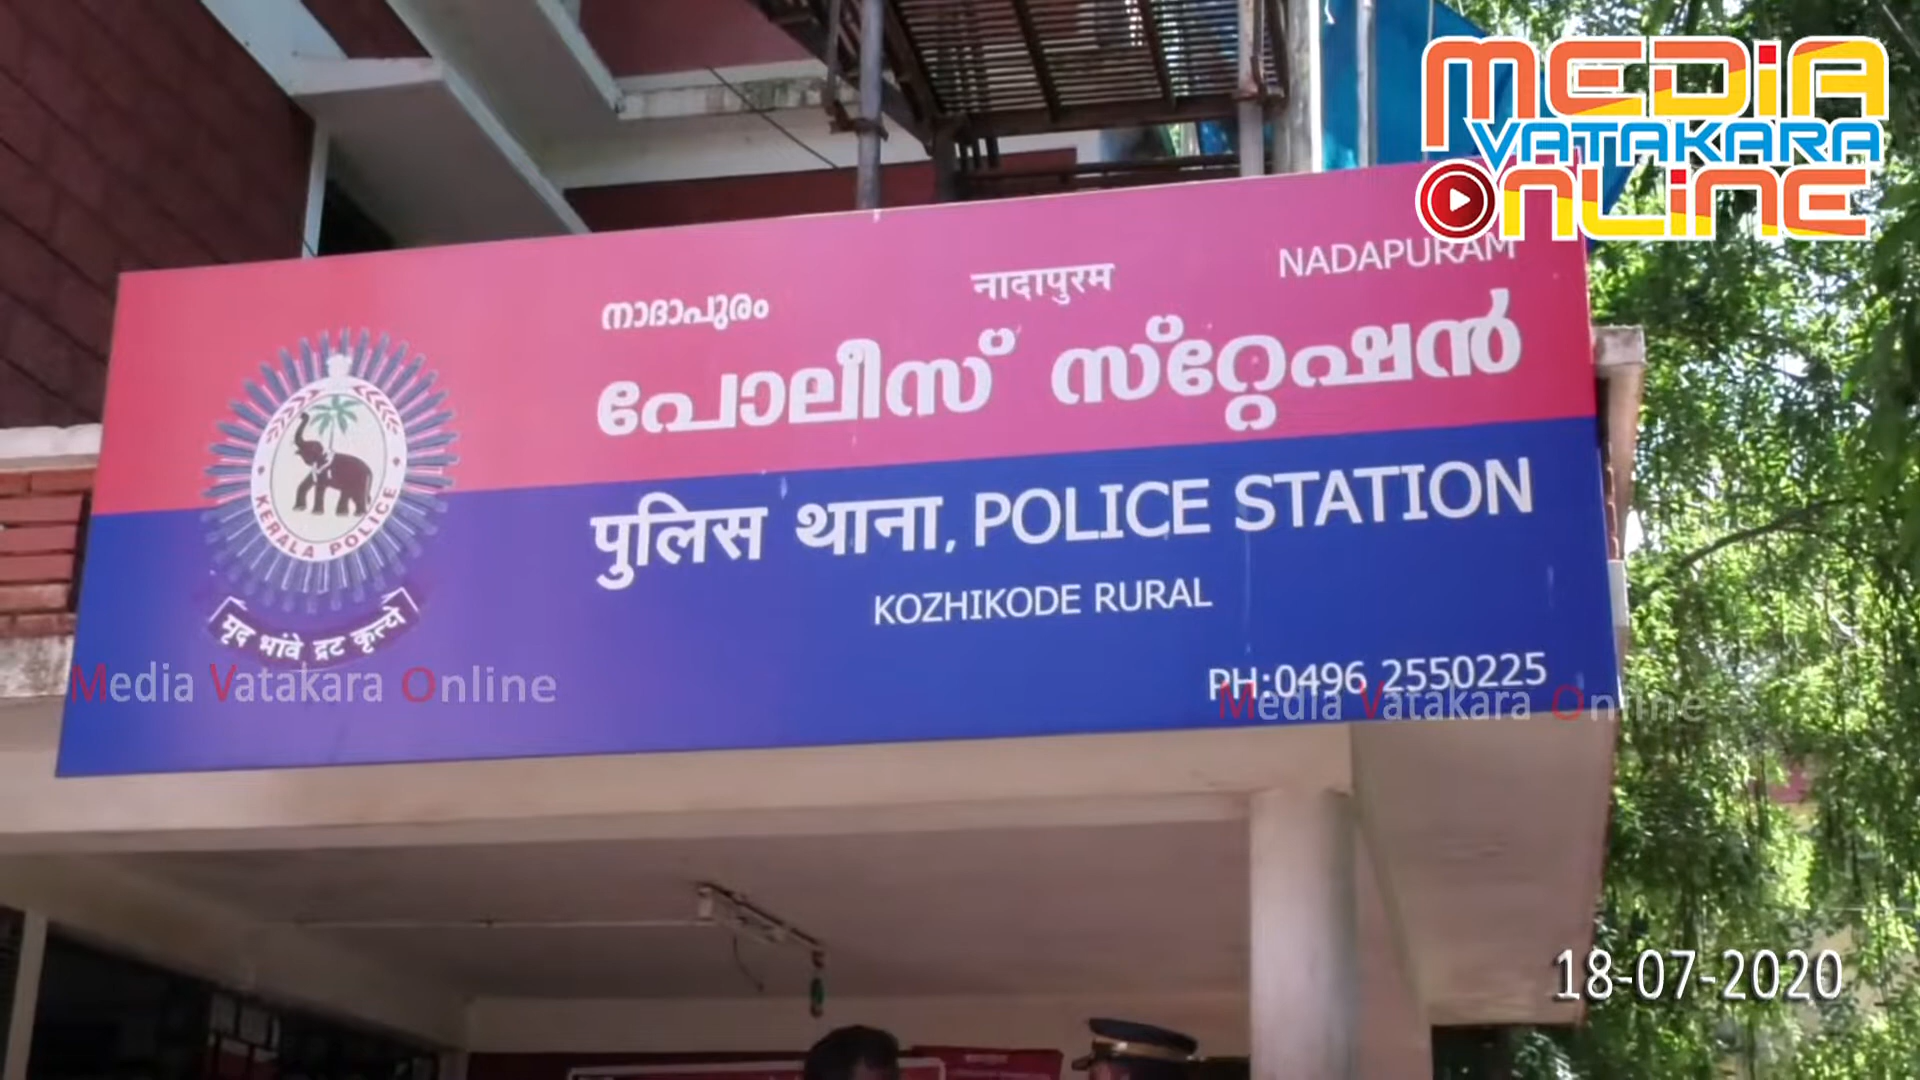 MEDiA
VATAKARA
ONLiNE
നാദാപുരം नादापुरम NADAPURAM
പോലീസ് സ്റ്റേഷൻ
पुलिस थाना, POLICE STATION
KOZHIKODE RURAL
PH:0496 2550225
KERALA POLICE
मृद भांवे द्रट कृत्यो
Media Vatakara Online
Media Vatakara Online
18-07-2020